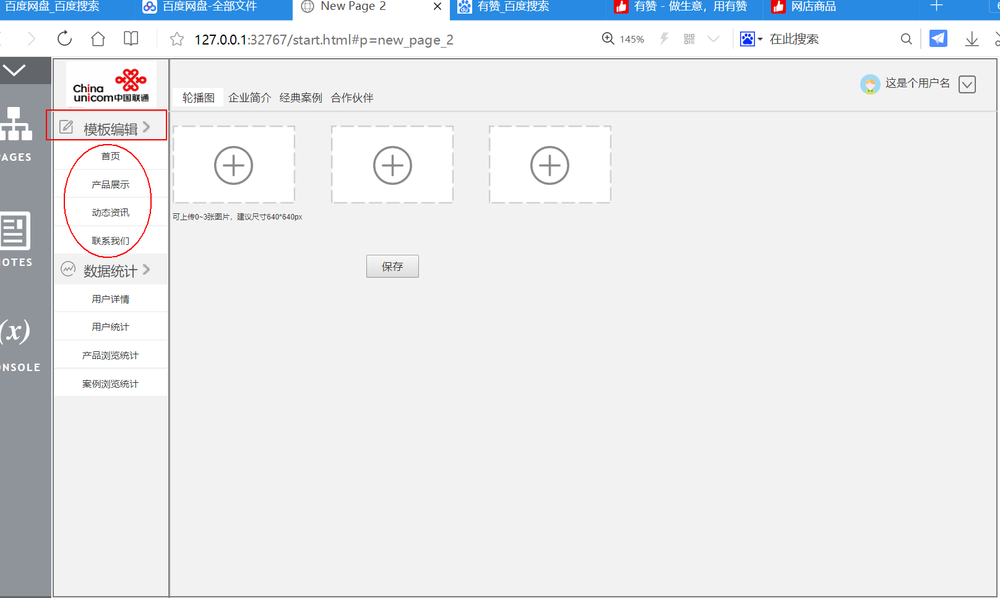 百度网盘_百度搜索
百度网盘-全部文件
New Page 2
有赞_百度搜索
有赞 - 做生意，用有赞
网店商品
127.0.0.1:32767/start.html#p=new_page_2
145%
在此搜索
China
unicom中国联通
轮播图 企业简介 经典案例 合作伙伴
这是个用户名
模板编辑
首页
产品展示
动态资讯
联系我们
数据统计
用户详情
用户统计
产品浏览统计
案例浏览统计
可上传0~3张图片，建议尺寸640*640px
保存
AGES
OTES
(x)
NSOLE